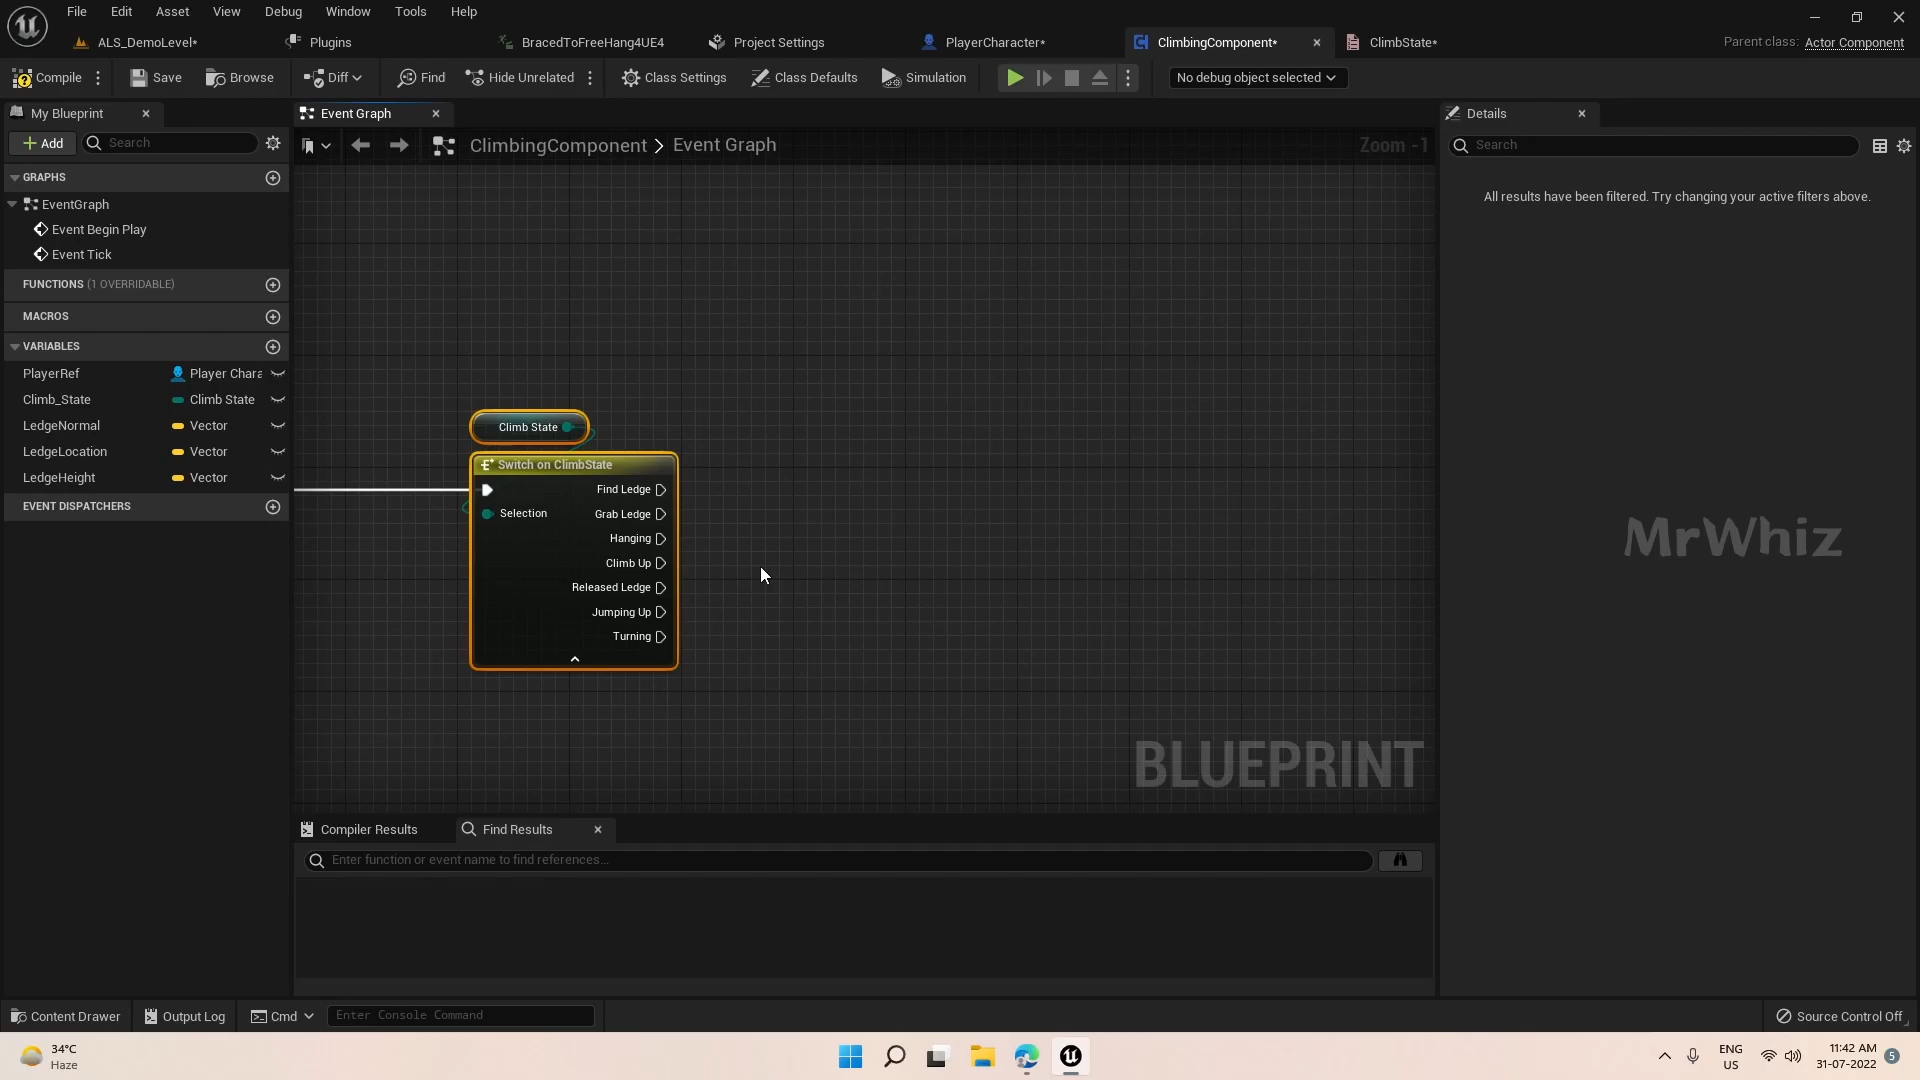 File Edit Asset View Debug Window Tools Help
ALS_DemoLevel* Plugins BracedToFreeHang4UE4 Project Settings PlayerCharacter* ClimbingComponent* ClimbState* Parent class: Actor Component
Compile Save Browse Diff Find Hide Unrelated Class Settings Class Defaults Simulation No debug object selected
My Blueprint Event Graph Details
Add Search ClimbingComponent > Event Graph Zoom -1 Search
GRAPHS
EventGraph
Event Begin Play
Event Tick
FUNCTIONS (1 OVERRIDABLE)
MACROS
VARIABLES
PlayerRef Player Chara
Climb_State Climb State
LedgeNormal Vector
LedgeLocation Vector
LedgeHeight Vector
EVENT DISPATCHERS
Climb State
Switch on ClimbState
Find Ledge
Selection Grab Ledge
Hanging
Climb Up
Released Ledge
Jumping Up
Turning
BLUEPRINT
All results have been filtered. Try changing your active filters above.
MrWhiz
Compiler Results Find Results
Enter function or event name to find references...
Content Drawer Output Log Cmd Enter Console Command Source Control Off
34°C
Haze
ENG
US
11:42 AM
31-07-2022
5